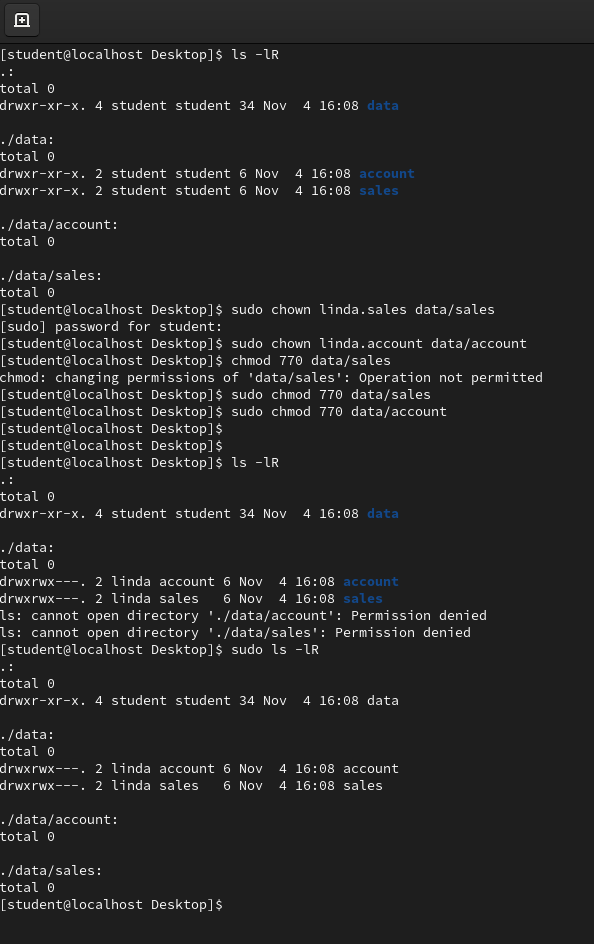 [student@localhost Desktop]$ ls -lR
.:
total 0
drwxr-xr-x. 4 student student 34 Nov  4 16:08 data

./data:
total 0
drwxr-xr-x. 2 student student 6 Nov  4 16:08 account
drwxr-xr-x. 2 student student 6 Nov  4 16:08 sales

./data/account:
total 0

./data/sales:
total 0
[student@localhost Desktop]$ sudo chown linda.sales data/sales
[sudo] password for student:
[student@localhost Desktop]$ sudo chown linda.account data/account
[student@localhost Desktop]$ chmod 770 data/sales
chmod: changing permissions of 'data/sales': Operation not permitted
[student@localhost Desktop]$ sudo chmod 770 data/sales
[student@localhost Desktop]$ sudo chmod 770 data/account
[student@localhost Desktop]$
[student@localhost Desktop]$
[student@localhost Desktop]$ ls -lR
.:
total 0
drwxr-xr-x. 4 student student 34 Nov  4 16:08 data

./data:
total 0
drwxrwx---. 2 linda account 6 Nov  4 16:08 account
drwxrwx---. 2 linda sales   6 Nov  4 16:08 sales
ls: cannot open directory './data/account': Permission denied
ls: cannot open directory './data/sales': Permission denied
[student@localhost Desktop]$ sudo ls -lR
.:
total 0
drwxr-xr-x. 4 student student 34 Nov  4 16:08 data

./data:
total 0
drwxrwx---. 2 linda account 6 Nov  4 16:08 account
drwxrwx---. 2 linda sales   6 Nov  4 16:08 sales

./data/account:
total 0

./data/sales:
total 0
[student@localhost Desktop]$